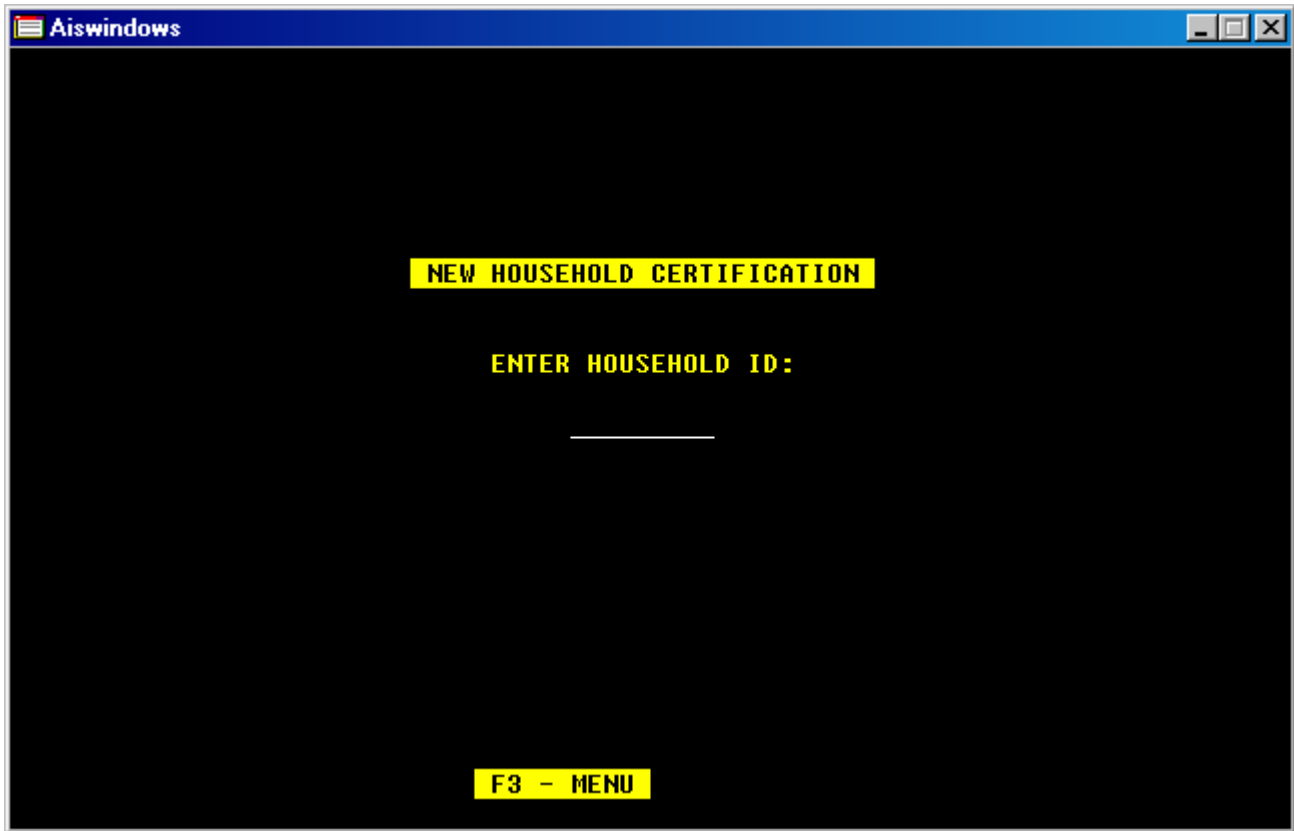 Aiswindows
NEW HOUSEHOLD CERTIFICATION
ENTER HOUSEHOLD ID:
F3 - MENU